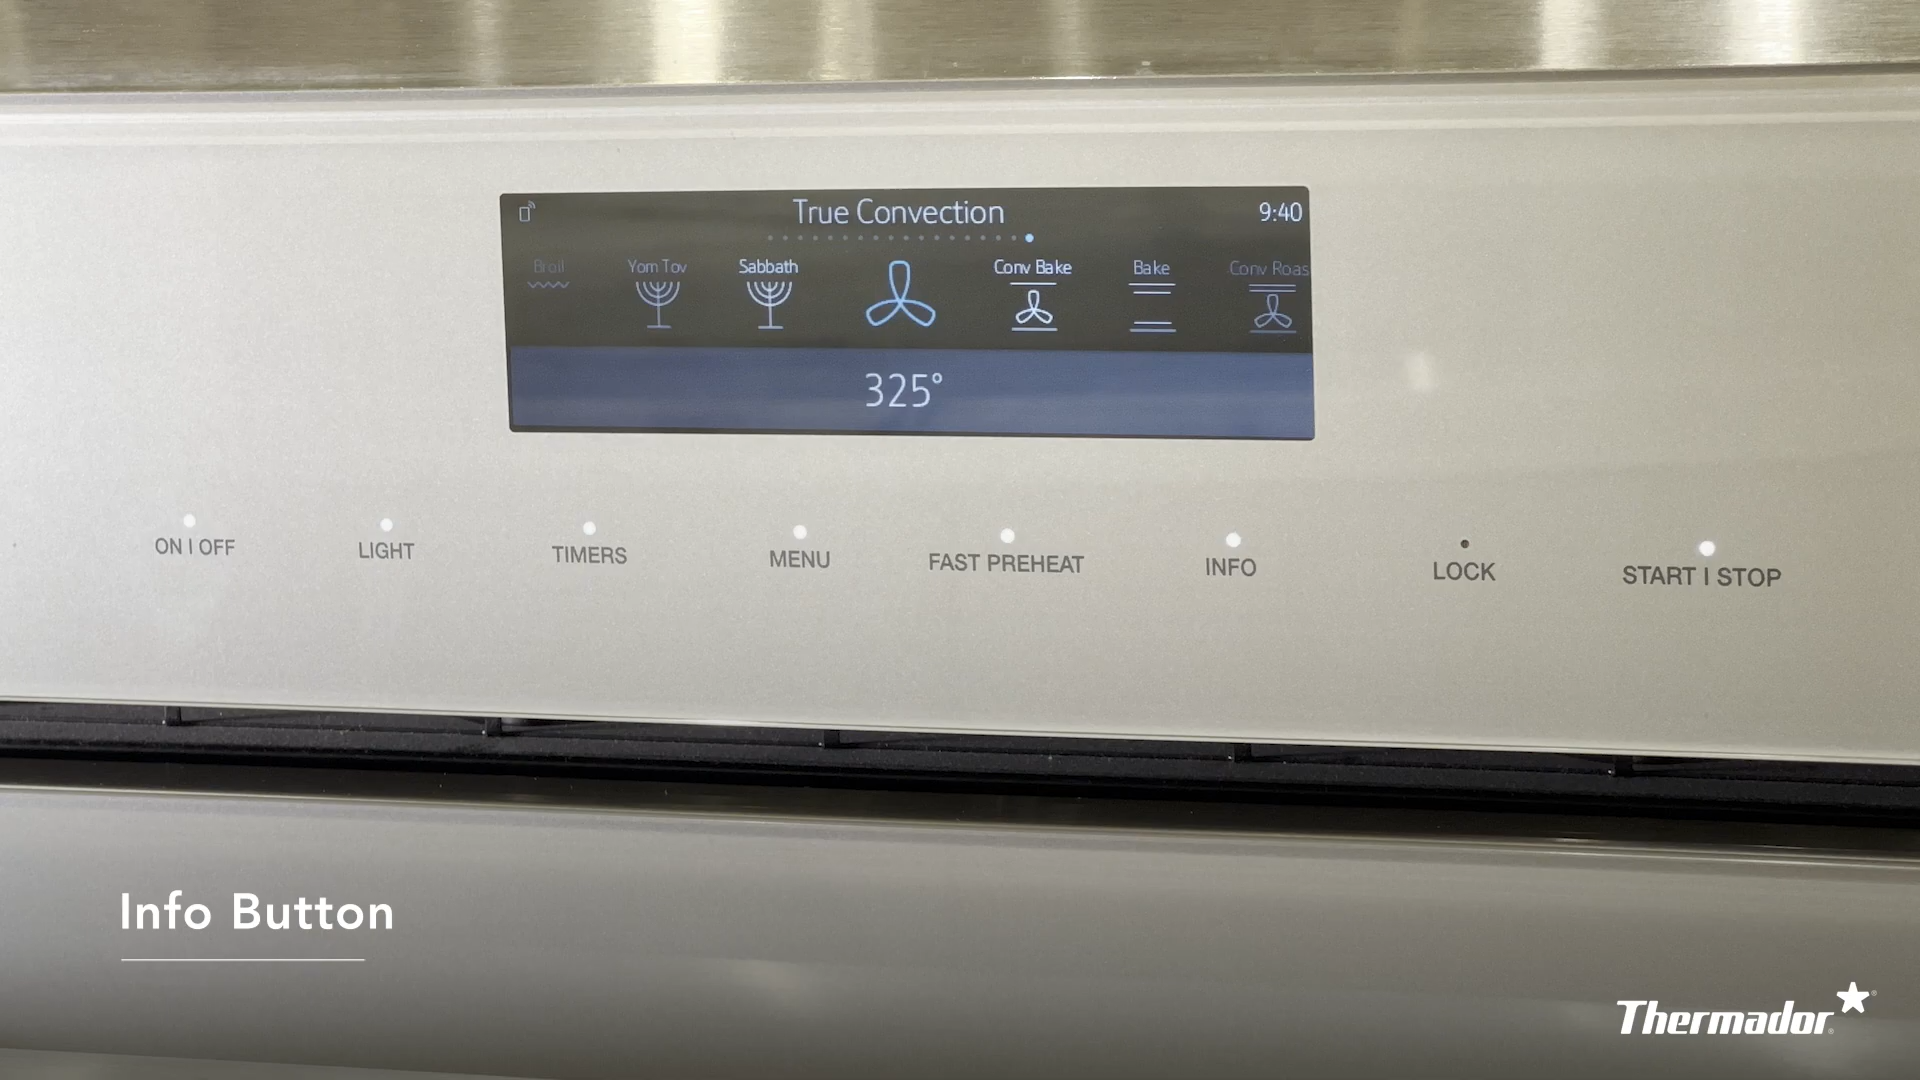 True Convection
9:40
Broil
Yom Tov
Sabbath
Conv Bake
Bake
Conv Roas
325°
ON | OFF
LIGHT
TIMERS
MENU
FAST PREHEAT
INFO
LOCK
START | STOP
Info Button
Thermador